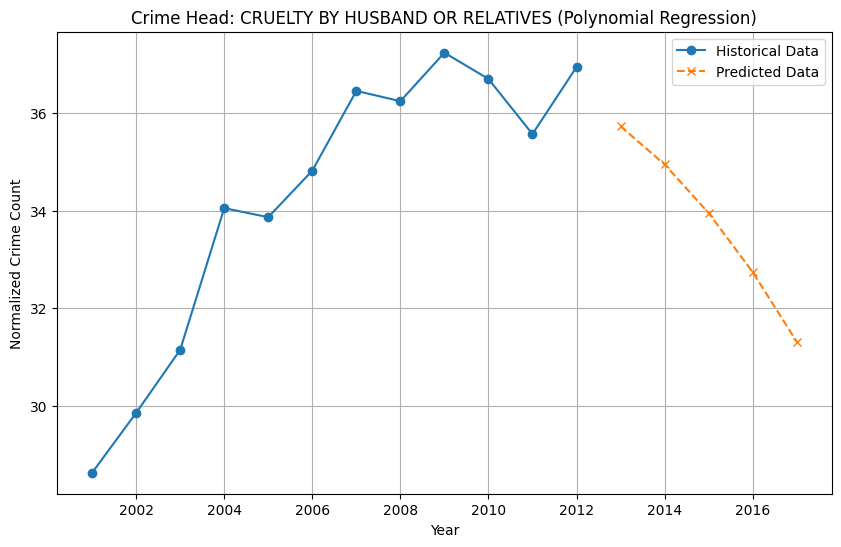 Crime Head: CRUELTY BY HUSBAND OR RELATIVES (Polynomial Regression)
Historical Data
Predicted Data
Normalized Crime Count
36
34
32
30
2002 2004 2006 2008 2010 2012 2014 2016
Year